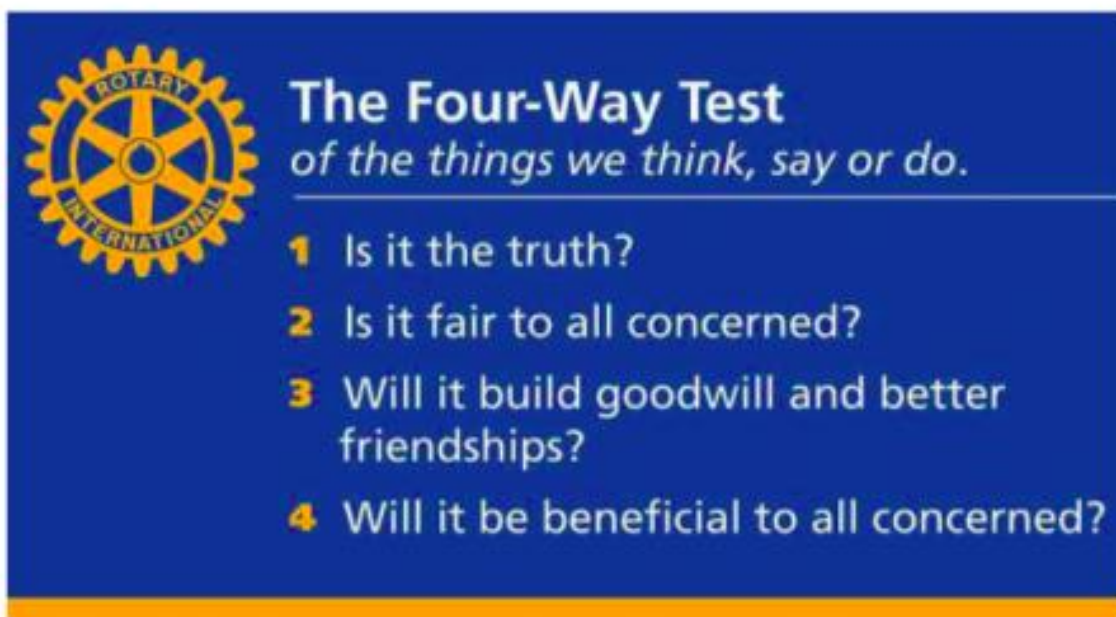 ROTARY
INTERNATIONAL
The Four-Way Test
of the things we think, say or do.
1 Is it the truth?
2 Is it fair to all concerned?
3 Will it build goodwill and better
friendships?
4 Will it be beneficial to all concerned?